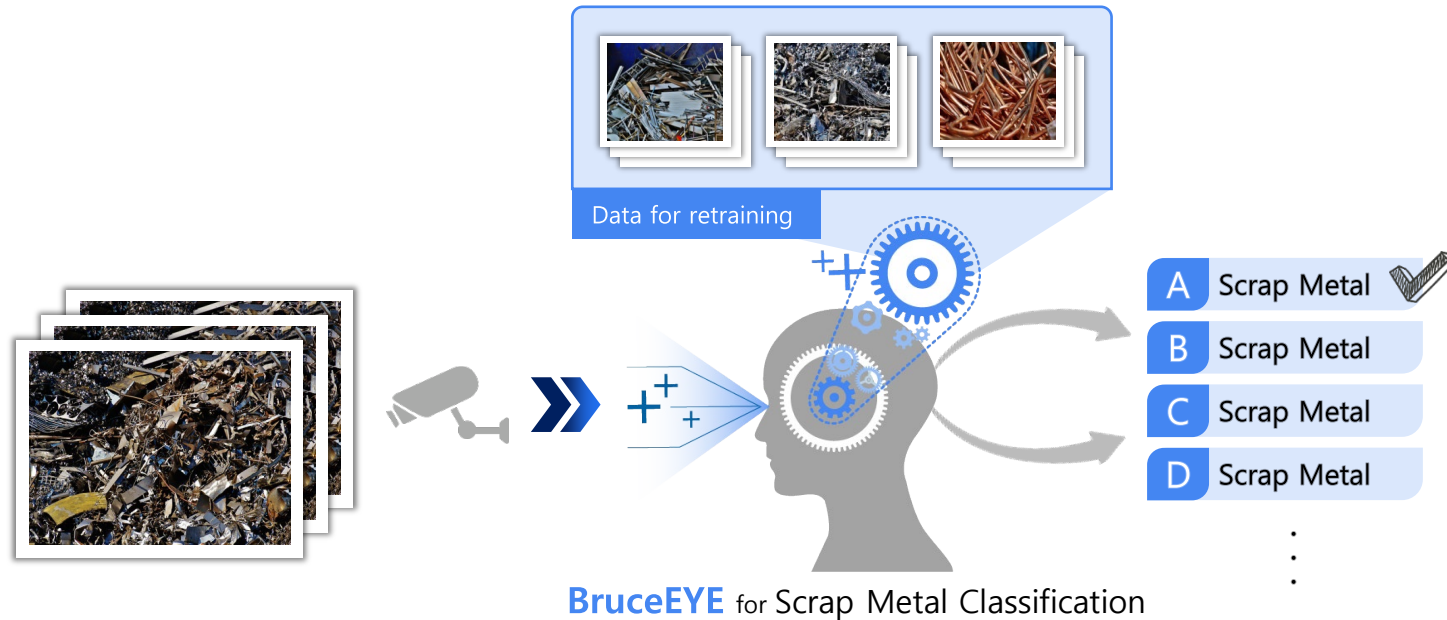 Data for retraining
A Scrap Metal
B Scrap Metal
C Scrap Metal
D Scrap Metal
BruceEYE for Scrap Metal Classification